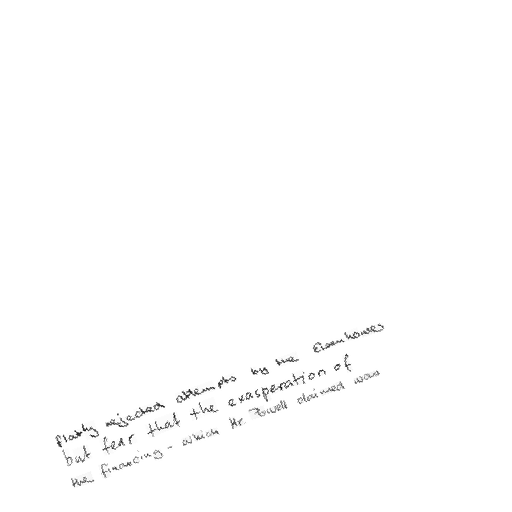 flatly rejected attempts by the Eisenhower
but fear that the exasperation of
the financing - which Mr. Powell claimed was